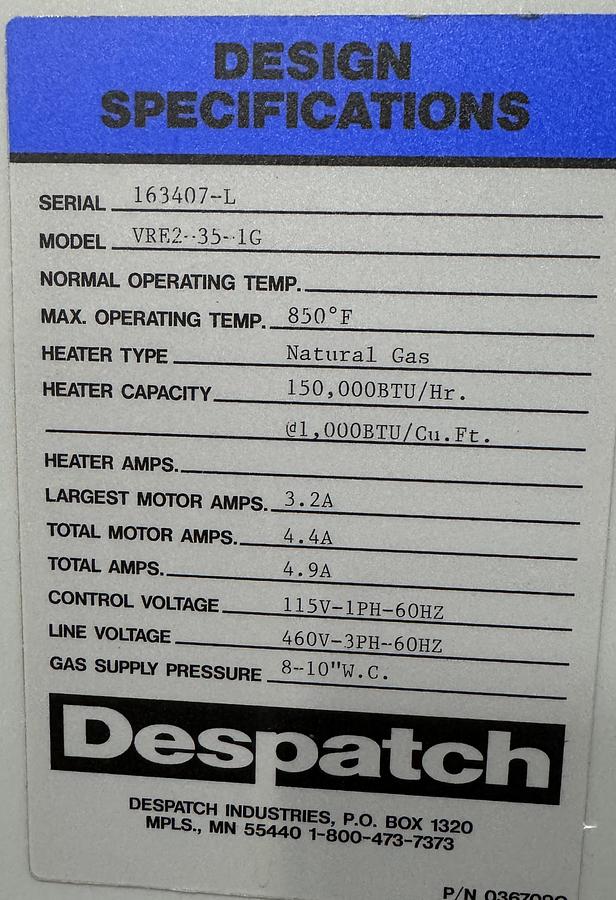 DESIGN
SPECIFICATIONS
SERIAL 163407-L
MODEL VRE2-35-1G
NORMAL OPERATING TEMP.
MAX. OPERATING TEMP. 850°F
HEATER TYPE Natural Gas
HEATER CAPACITY 150,000BTU/Hr.
@1,000BTU/Cu.Ft.
HEATER AMPS.
LARGEST MOTOR AMPS. 3.2A
TOTAL MOTOR AMPS. 4.4A
TOTAL AMPS. 4.9A
CONTROL VOLTAGE 115V-1PH-60HZ
LINE VOLTAGE 460V-3PH-60HZ
GAS SUPPLY PRESSURE 8-10"W.C.
Despatch
DESPATCH INDUSTRIES, P.O. BOX 1320
MPLS., MN 55440 1-800-473-7373
P/N